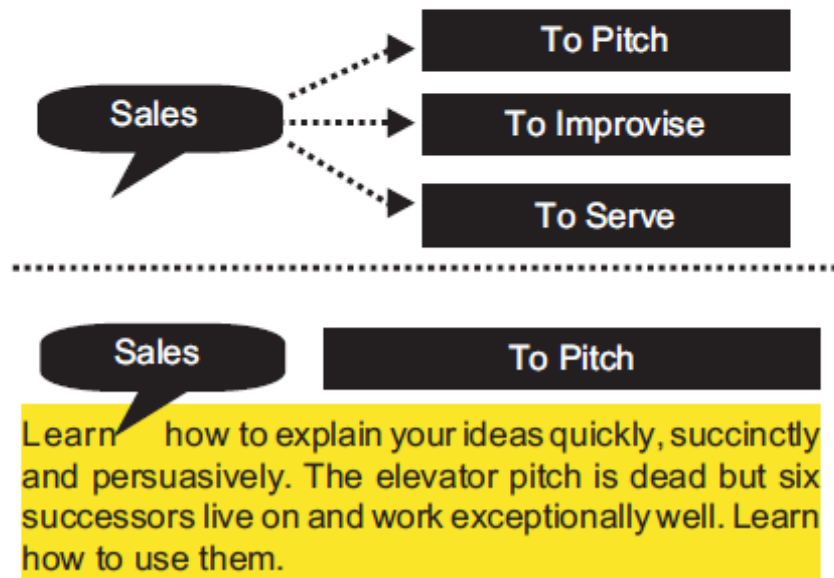 To Pitch
Sales
To Improvise
To Serve
Sales
To Pitch
Learn how to explain your ideas quickly, succinctly
and persuasively. The elevator pitch is dead but six
successors live on and work exceptionally well. Learn
how to use them.